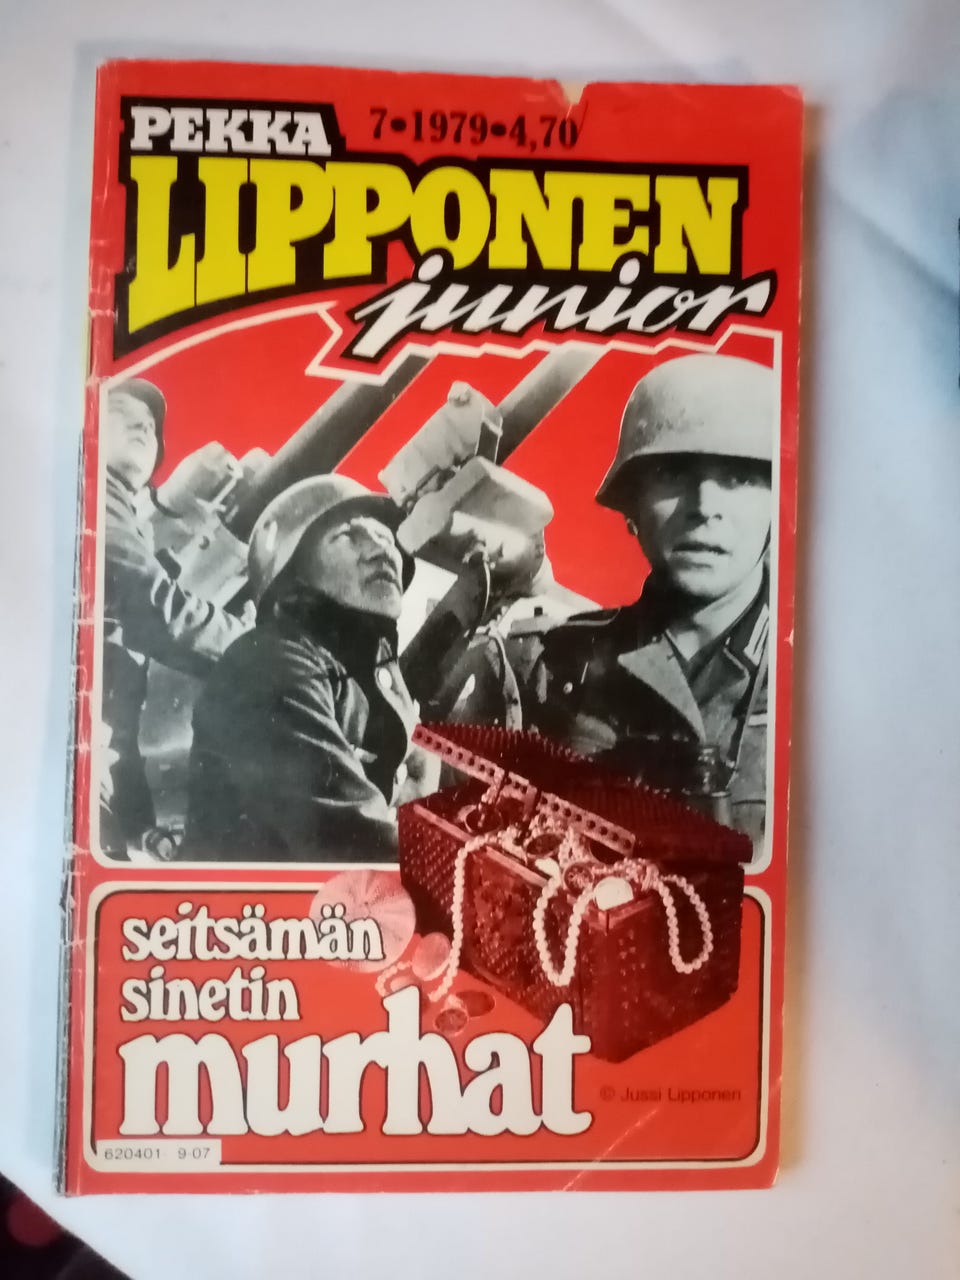 PEKKA
7•1979•4,70
LIPPONEN
junior
seitsämän
sinetin
murhat
© Jussi Lipponen
620401 9-07